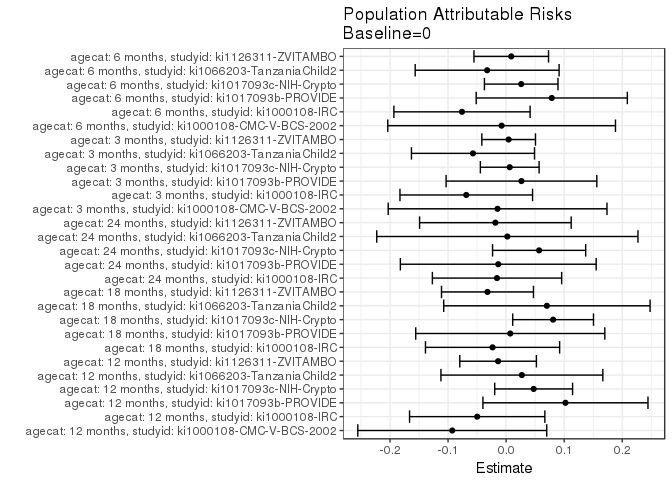 Population Attributable Risks
Baseline=0
agecat: 6 months, studyid: ki1126311-ZVITAMBO
agecat: 6 months, studyid: ki1066203-TanzaniaChild2
agecat: 6 months, studyid: ki1017093c-NIH-Crypto
agecat: 6 months, studyid: ki1017093b-PROVIDE
agecat: 6 months, studyid: ki1000108-IRC
agecat: 6 months, studyid: ki1000108-CMC-V-BCS-2002
agecat: 3 months, studyid: ki1126311-ZVITAMBO
agecat: 3 months, studyid: ki1066203-TanzaniaChild2
agecat: 3 months, studyid: ki1017093c-NIH-Crypto
agecat: 3 months, studyid: ki1017093b-PROVIDE
agecat: 3 months, studyid: ki1000108-IRC
agecat: 3 months, studyid: ki1000108-CMC-V-BCS-2002
agecat: 24 months, studyid: ki1126311-ZVITAMBO
agecat: 24 months, studyid: ki1066203-TanzaniaChild2
agecat: 24 months, studyid: ki1017093c-NIH-Crypto
agecat: 24 months, studyid: ki1017093b-PROVIDE
agecat: 24 months, studyid: ki1000108-IRC
agecat: 18 months, studyid: ki1126311-ZVITAMBO
agecat: 18 months, studyid: ki1066203-TanzaniaChild2
agecat: 18 months, studyid: ki1017093c-NIH-Crypto
agecat: 18 months, studyid: ki1017093b-PROVIDE
agecat: 18 months, studyid: ki1000108-IRC
agecat: 12 months, studyid: ki1126311-ZVITAMBO
agecat: 12 months, studyid: ki1066203-TanzaniaChild2
agecat: 12 months, studyid: ki1017093c-NIH-Crypto
agecat: 12 months, studyid: ki1017093b-PROVIDE
agecat: 12 months, studyid: ki1000108-IRC
agecat: 12 months, studyid: ki1000108-CMC-V-BCS-2002
-0.2 -0.1 0.0 0.1 0.2
Estimate